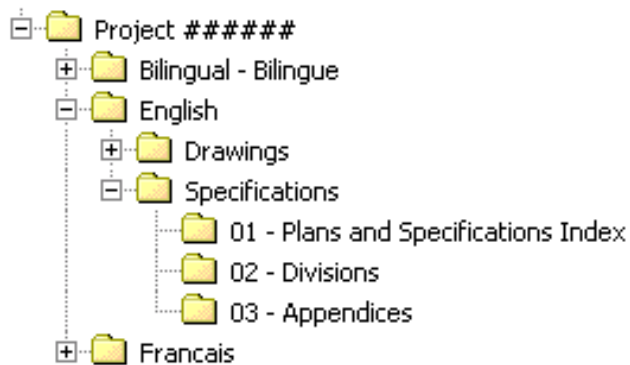 Project ######
Bilingual - Bilingue
English
Drawings
Specifications
01 - Plans and Specifications Index
02 - Divisions
03 - Appendices
Francais